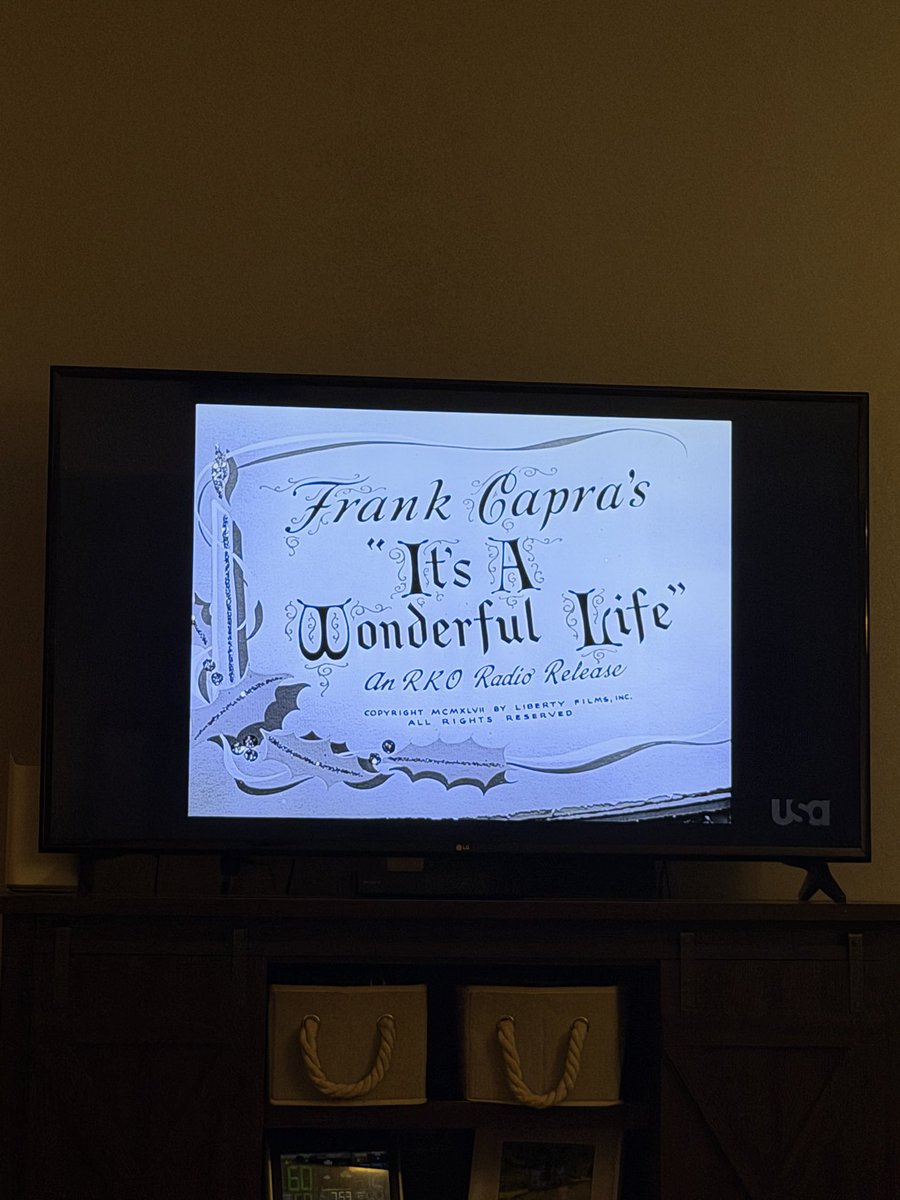 Frank Capra's
"It's A
Wonderful Life"
An RKO Radio Release
COPYRIGHT MCMXLVII BY LIBERTY FILMS, INC.
ALL RIGHTS RESERVED
usa
LG
60